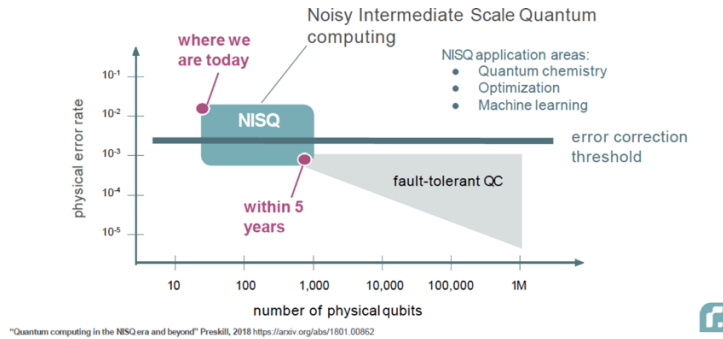 Noisy Intermediate Scale Quantum
computing
where we
are today
NISQ application areas:
● Quantum chemistry
● Optimization
● Machine learning
physical error rate
10⁻¹
10⁻²
10⁻³
10⁻⁴
10⁻⁵
NISQ
error correction
threshold
fault-tolerant QC
within 5
years
10
100
1,000
10,000
100,000
1M
number of physical qubits
"Quantum computing in the NISQ era and beyond" Preskill, 2018 https://arxiv.org/abs/1801.00862